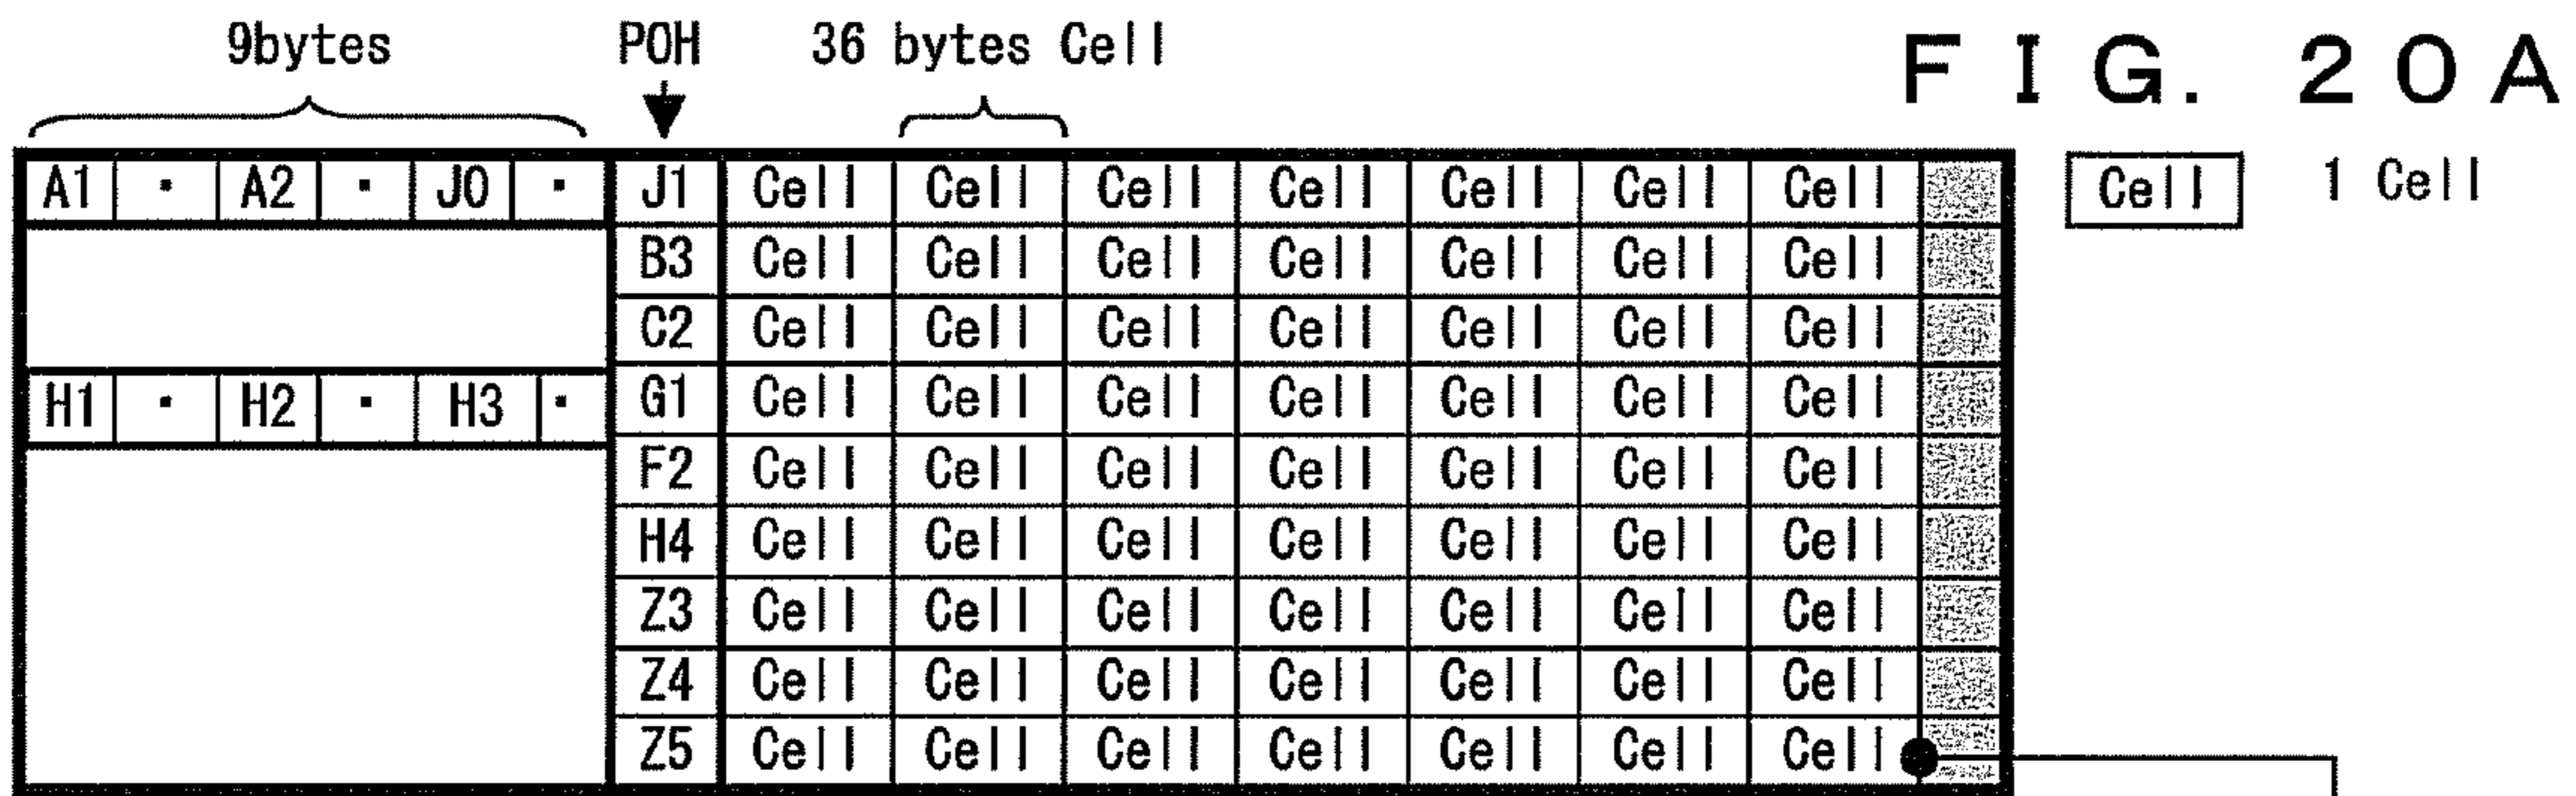 9bytes POH 36 bytes Cell FIG. 20A
A1 · A2 · J0 · J1 Cell Cell Cell Cell Cell Cell Cell Cell 1 Cell
B3 Cell Cell Cell Cell Cell Cell Cell
C2 Cell Cell Cell Cell Cell Cell Cell
H1 · H2 · H3 · G1 Cell Cell Cell Cell Cell Cell Cell
F2 Cell Cell Cell Cell Cell Cell Cell
H4 Cell Cell Cell Cell Cell Cell Cell
Z3 Cell Cell Cell Cell Cell Cell Cell
Z4 Cell Cell Cell Cell Cell Cell Cell
Z5 Cell Cell Cell Cell Cell Cell Cell